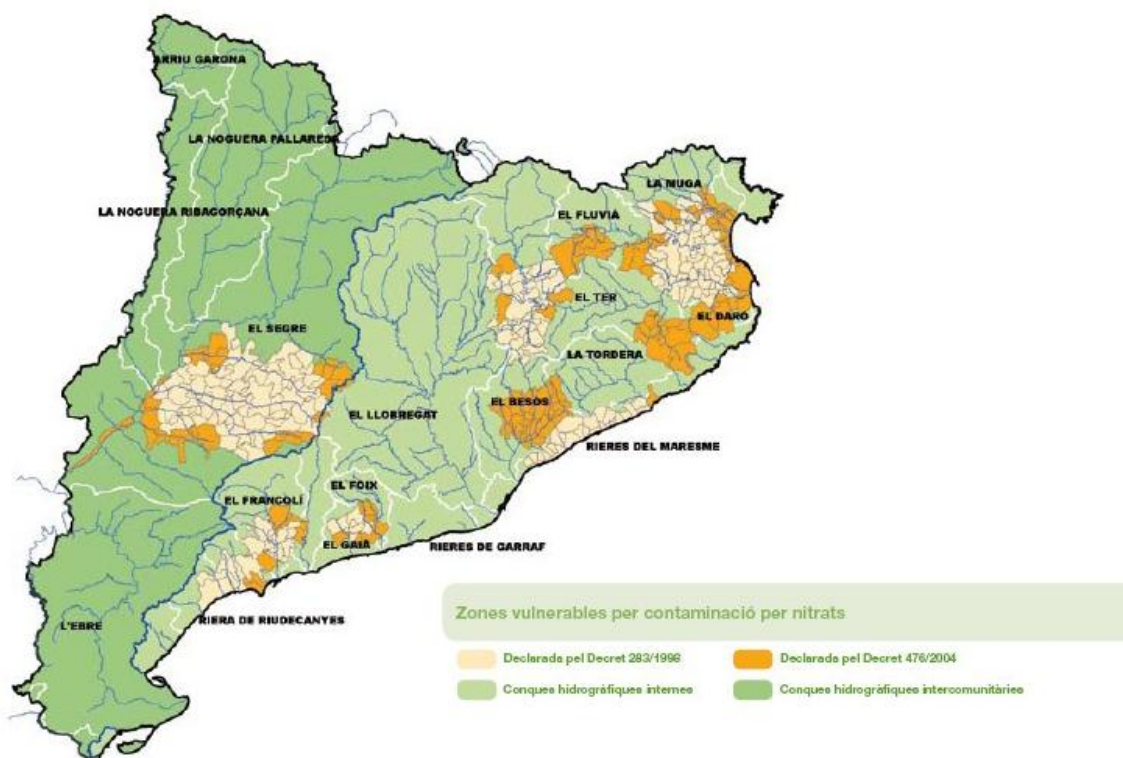 ARRIU GARONA
LA NOGUERA PALLARESA
LA NOGUERA RIBAGORÇANA
LA MUGA
EL FLUVIÀ
EL TER
EL DARÓ
EL SEGRE
LA TORDERA
EL BESÒS
EL LLOBREGAT
RIERES DEL MARESME
EL FOIX
EL FRANCOLÍ
EL GAIÀ
RIERES DE GARRAF
RIERA DE RIUDECANYES
L'EBRE
Zones vulnerables per contaminació per nitrats
Declarada pel Decret 283/1998
Declarada pel Decret 476/2004
Conques hidrogràfiques internes
Conques hidrogràfiques intercomunitàries